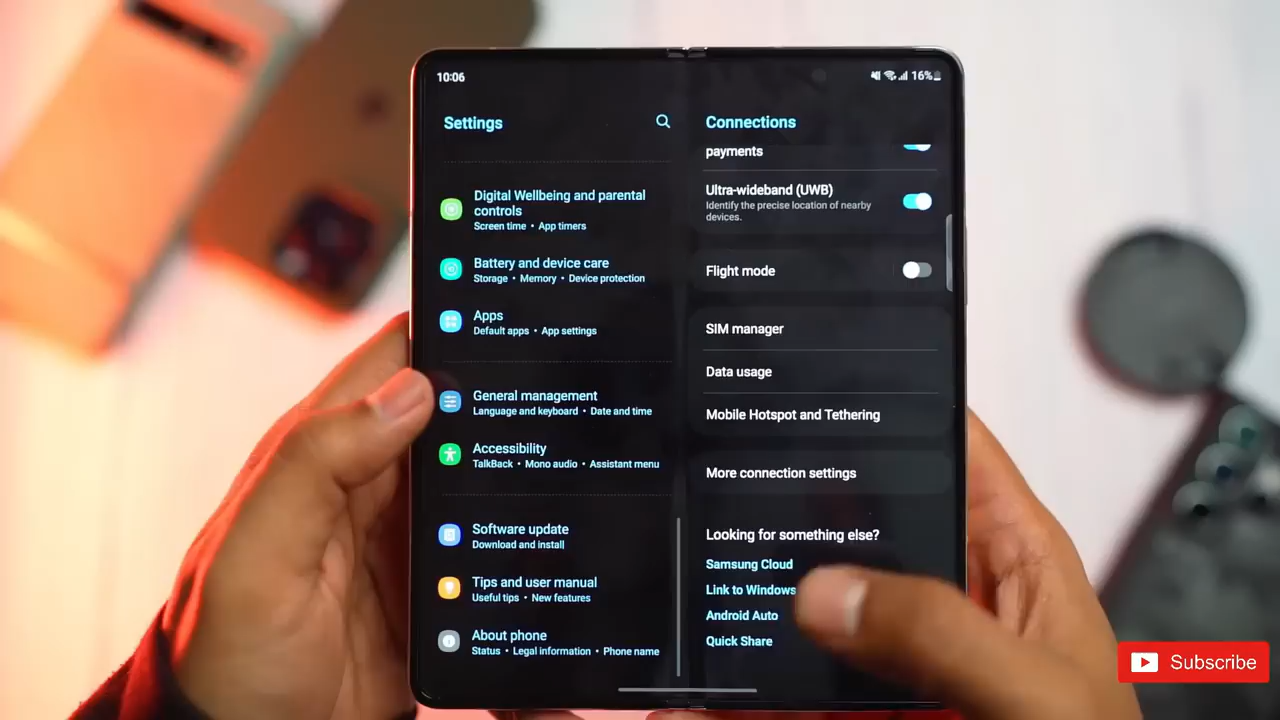 10:06
16%
Settings
Digital Wellbeing and parental
controls
Screen time • App timers
Battery and device care
Storage • Memory • Device protection
Apps
Default apps • App settings
General management
Language and keyboard • Date and time
Accessibility
TalkBack • Mono audio • Assistant menu
Software update
Download and install
Tips and user manual
Useful tips • New features
About phone
Status • Legal information • Phone name
Connections
payments
Ultra-wideband (UWB)
Identify the precise location of nearby
devices.
Flight mode
SIM manager
Data usage
Mobile Hotspot and Tethering
More connection settings
Looking for something else?
Samsung Cloud
Link to Windows
Android Auto
Quick Share
Subscribe